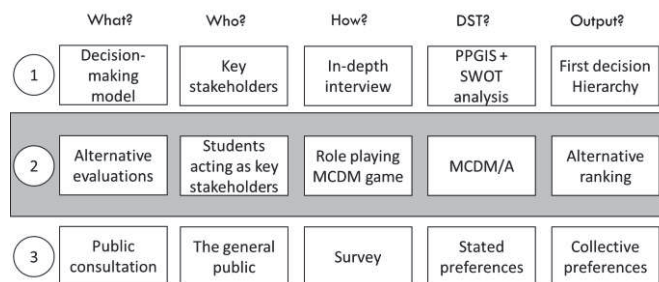 What? Who? How? DST? Output?
1
Decision-
making
model
Key
stakeholders
In-depth
interview
PPGIS +
SWOT
analysis
First decision
Hierarchy
2
Alternative
evaluations
Students
acting as key
stakeholders
Role playing
MCDM game
MCDM/A
Alternative
ranking
3
Public
consultation
The general
public
Survey
Stated
preferences
Collective
preferences